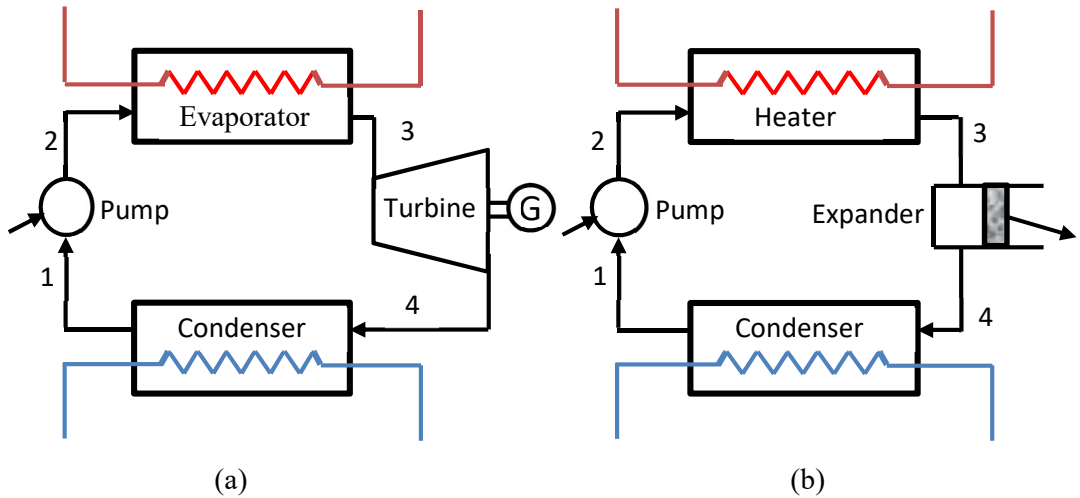 Evaporator
2
3
Pump
Turbine
G
1
4
Condenser
(a)
Heater
2
3
Pump
Expander
1
4
Condenser
(b)